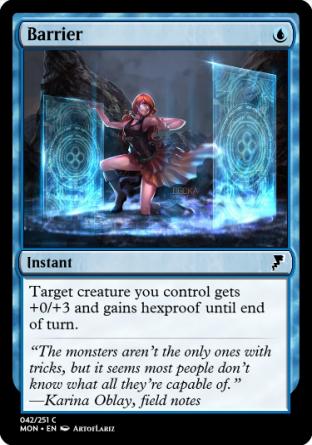 Barrier
DEOKA
Instant
Target creature you control gets
+0/+3 and gains hexproof until end
of turn.
"The monsters aren't the only ones with
tricks, but it seems most people don't
know what all they're capable of."
—Karina Oblay, field notes
042/251 C
MON • EN ArtofLariz